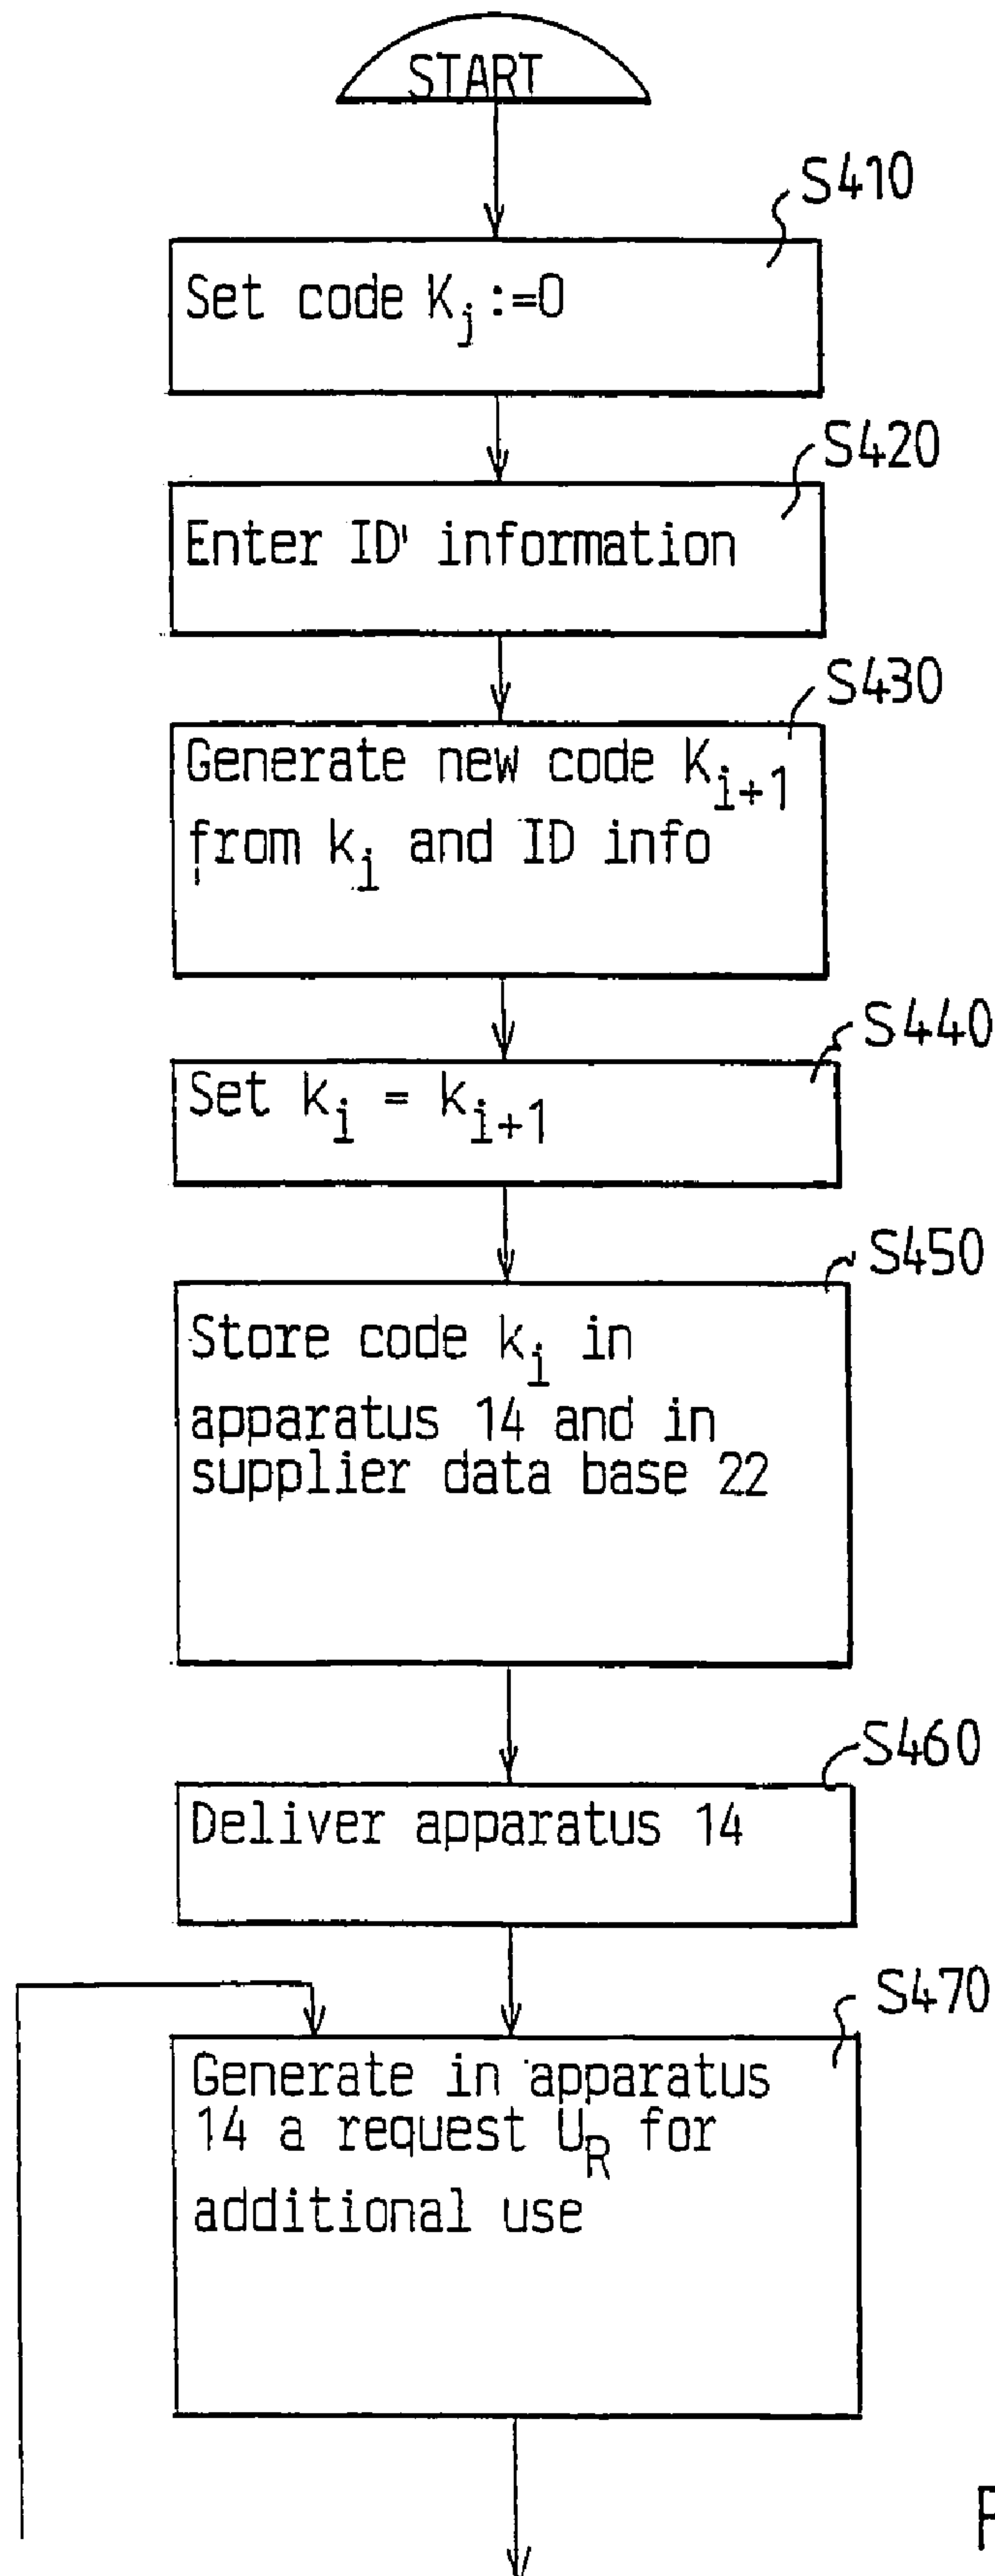 START
S410
Set code K_j :=0
S420
Enter ID' information
S430
Generate new code K_{i+1}
from k_i and ID info
S440
Set k_i = k_{i+1}
S450
Store code k_i in
apparatus 14 and in
supplier data base 22
S460
Deliver apparatus 14
S470
Generate in apparatus
14 a request U_R for
additional use
F